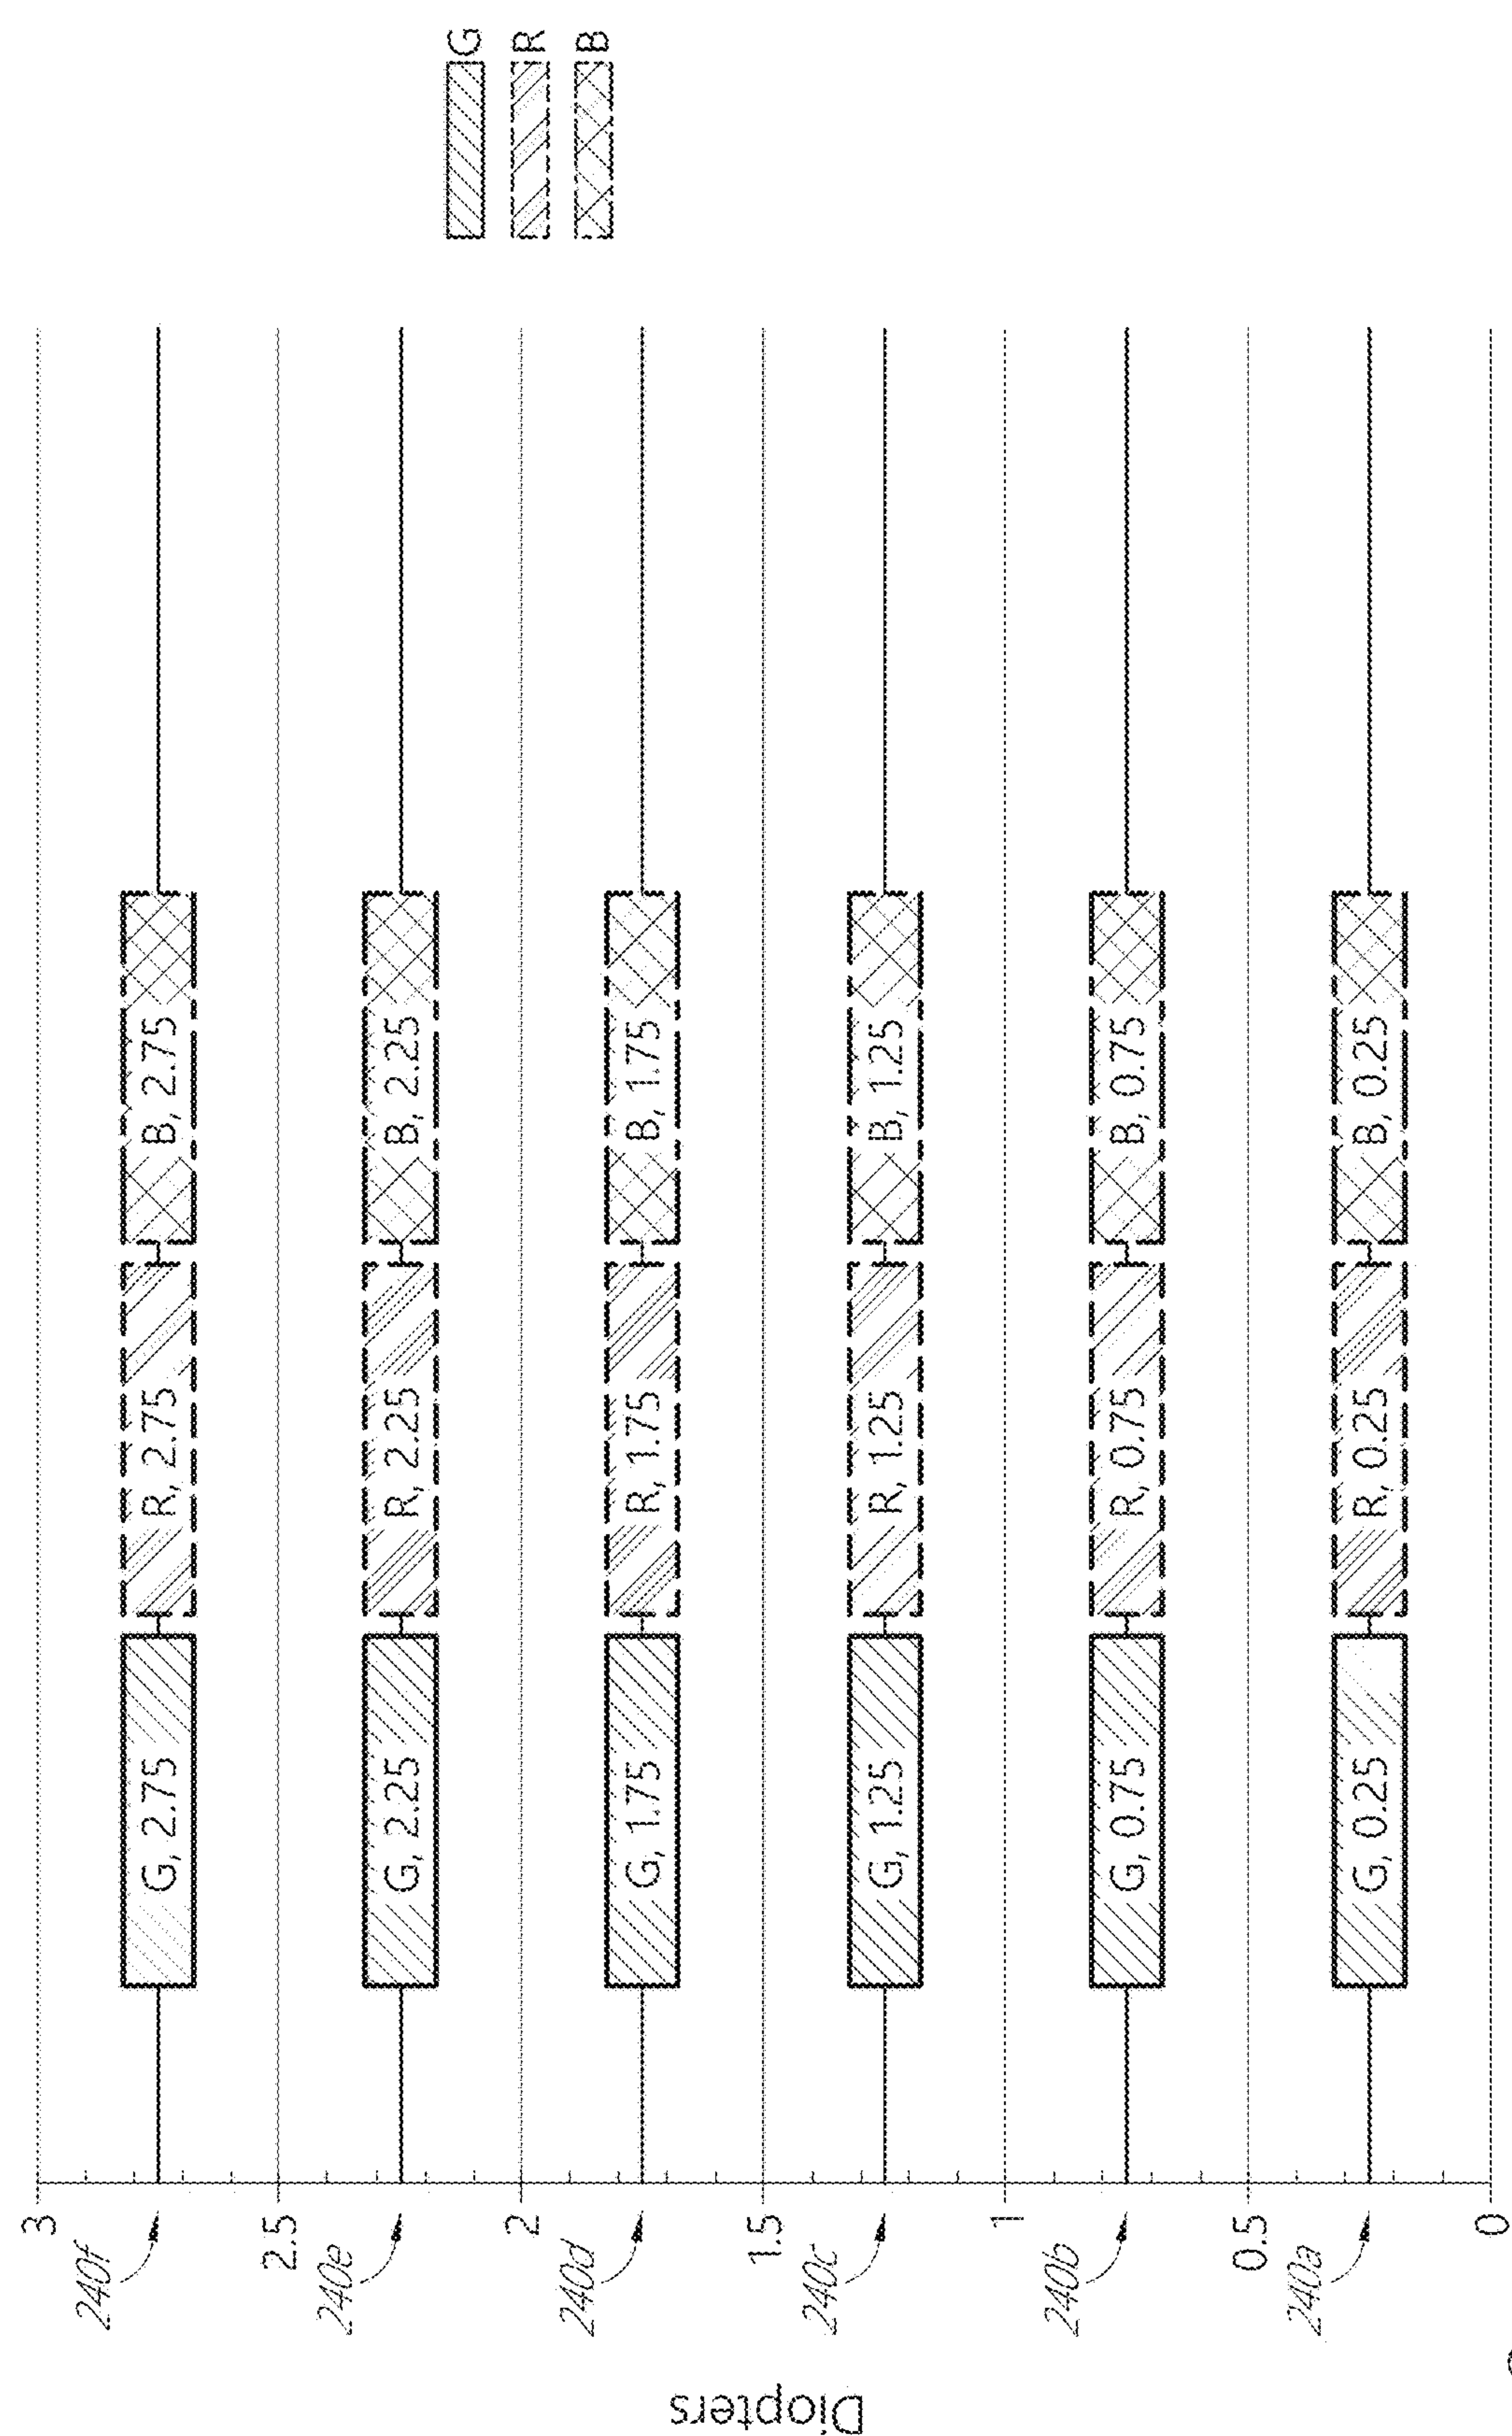 3
240f
G, 2.75 R, 2.75 B, 2.75
2.5
240e
G, 2.25 R, 2.25 B, 2.25
2
240d
G, 1.75 R, 1.75 B, 1.75
1.5
240c
G, 1.25 R, 1.25 B, 1.25
1
240b
G, 0.75 R, 0.75 B, 0.75
0.5
240a
G, 0.25 R, 0.25 B, 0.25
0
Diopters
G
R
B